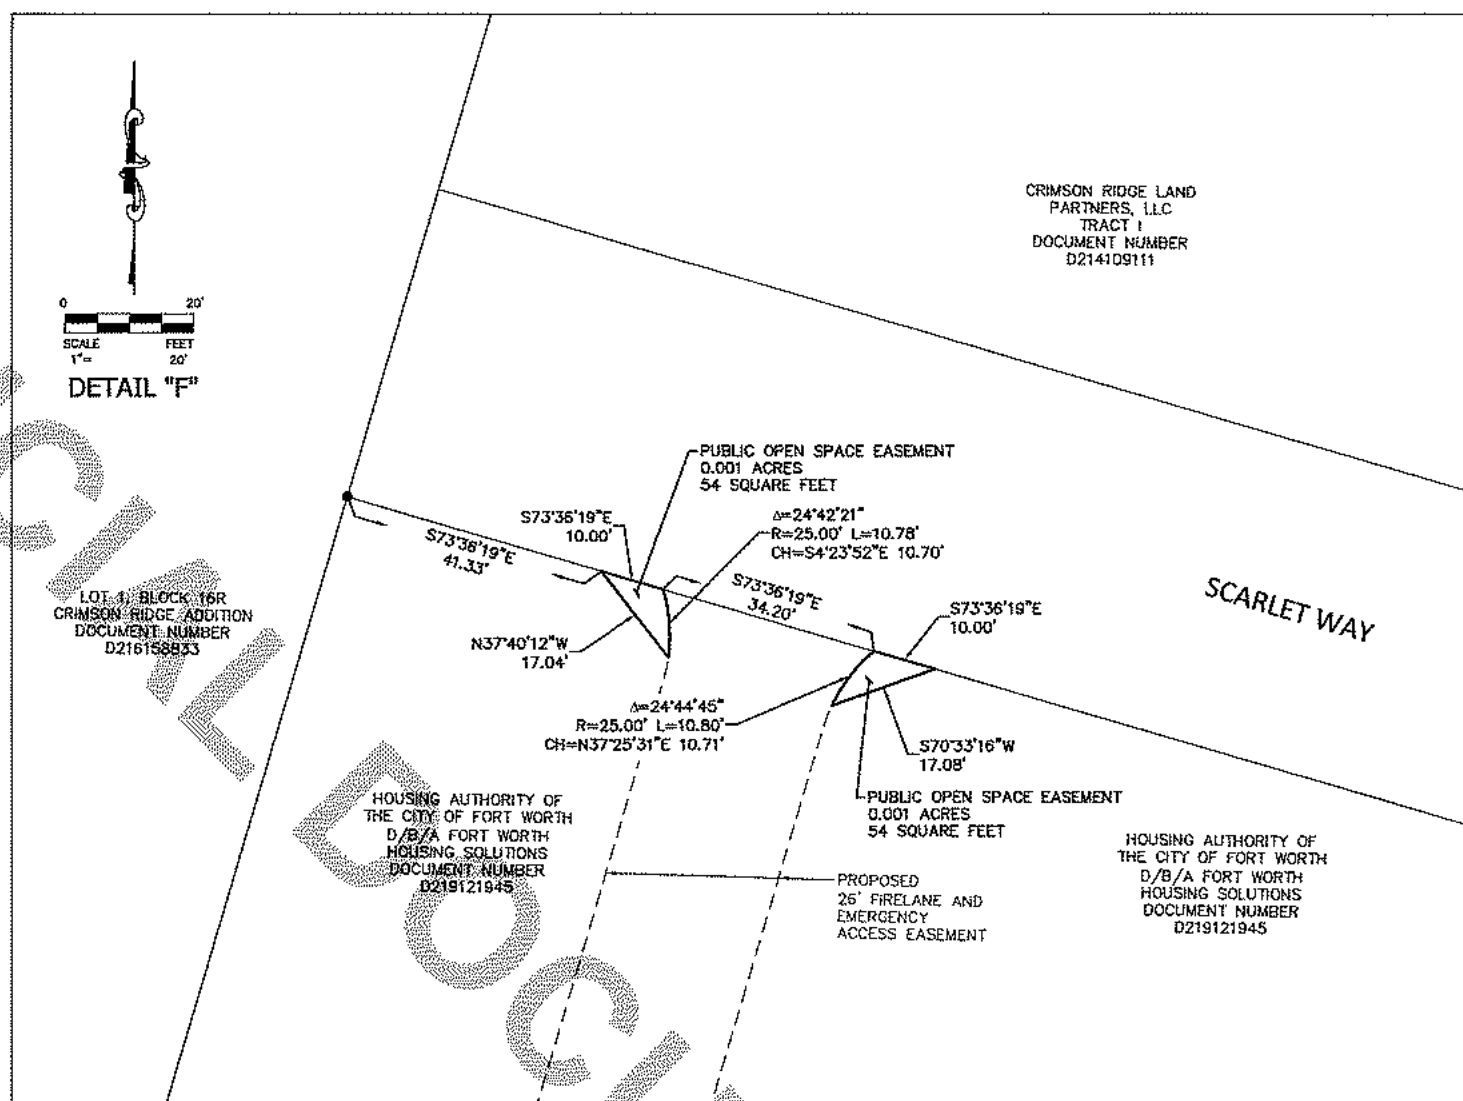 CRIMSON RIDGE LAND
PARTNERS, LLC
TRACT 1
DOCUMENT NUMBER
D214109111
0 20'
SCALE FEET
1"= 20'
DETAIL "F"
PUBLIC OPEN SPACE EASEMENT
0.001 ACRES
54 SQUARE FEET
S73°36'19"E
10.00'
Δ=24°42'21"
R=25.00' L=10.78'
CH=S4°23'52"E 10.70'
S73°36'19"E
41.33'
S73°36'19"E
34.20'
SCARLET WAY
LOT 1, BLOCK 16R
CRIMSON RIDGE ADDITION
DOCUMENT NUMBER
D216158833
S73°36'19"E
10.00'
N37°40'12"W
17.04'
Δ=24°44'45"
R=25.00' L=10.80'
CH=N37°25'31"E 10.71'
S70°33'16"W
17.08'
PUBLIC OPEN SPACE EASEMENT
0.001 ACRES
54 SQUARE FEET
HOUSING AUTHORITY OF
THE CITY OF FORT WORTH
D/B/A FORT WORTH
HOUSING SOLUTIONS
DOCUMENT NUMBER
D219121945
HOUSING AUTHORITY OF
THE CITY OF FORT WORTH
D/B/A FORT WORTH
HOUSING SOLUTIONS
DOCUMENT NUMBER
D219121945
PROPOSED
26' FIRELANE AND
EMERGENCY
ACCESS EASEMENT
CIAL DOC